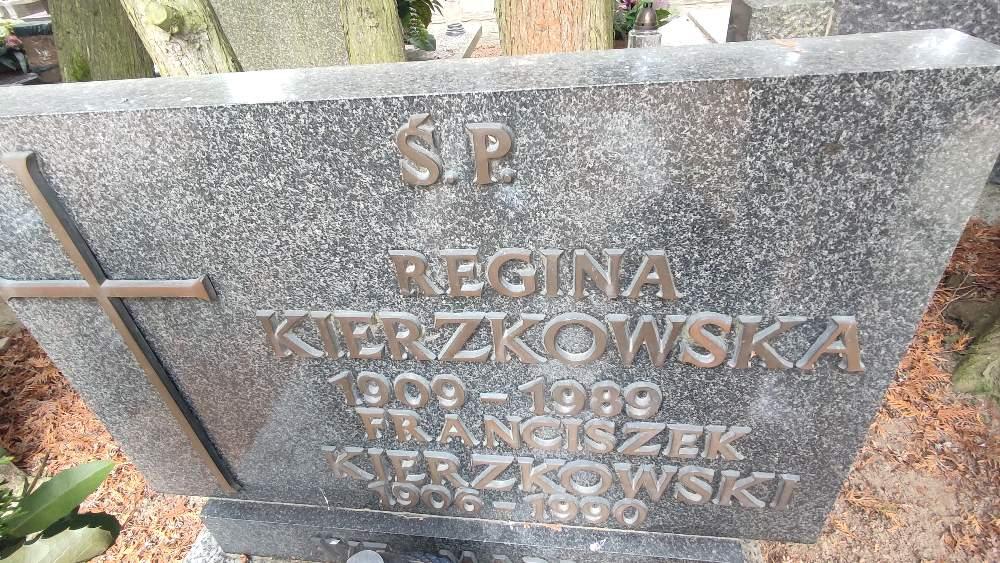 Ś.P.
REGINA
KIERZKOWSKA
1909 - 1989
FRANCISZEK
KIERZKOWSKI
1906 - 1990